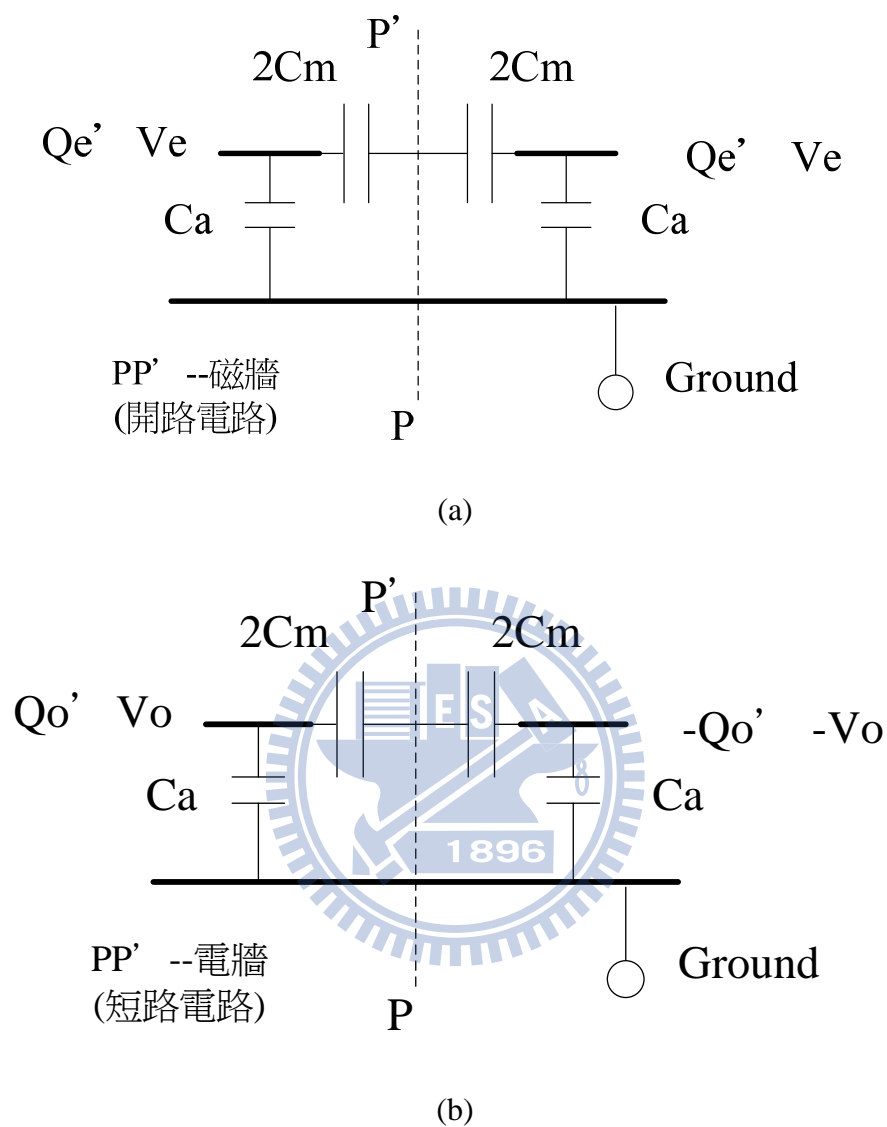 P’
2Cm 2Cm
Qe’ Ve Qe’ Ve
Ca Ca
PP’ --磁牆
(開路電路)
Ground
P
(a)
P’
2Cm 2Cm
E S A
Qo’ Vo -Qo’ -Vo
Ca Ca
1896
PP’ --電牆
(短路電路)
Ground
P
(b)